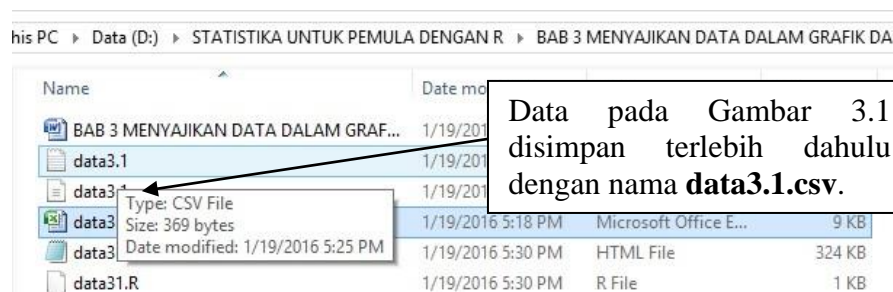 his PC ▸ Data (D:) ▸ STATISTIKA UNTUK PEMULA DENGAN R ▸ BAB 3 MENYAJIKAN DATA DALAM GRAFIK DA
Name Date mo
BAB 3 MENYAJIKAN DATA DALAM GRAF... 1/19/201
data3.1 1/19/201
data3.1 1/19/201
data3 1/19/2016 5:18 PM Microsoft Office E... 9 KB
data3 1/19/2016 5:30 PM HTML File 324 KB
data31.R 1/19/2016 5:30 PM R File 1 KB
Type: CSV File
Size: 369 bytes
Date modified: 1/19/2016 5:25 PM
Data pada Gambar 3.1
disimpan terlebih dahulu
dengan nama data3.1.csv.